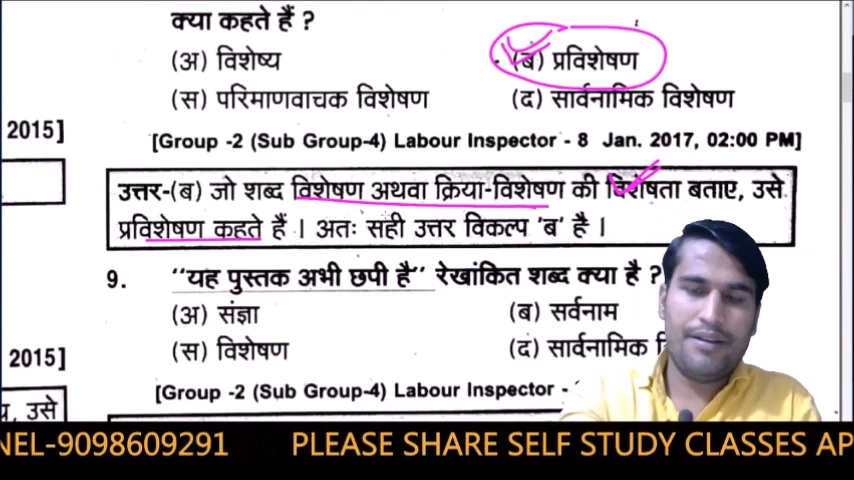 क्या कहते हैं ?
(अ) विशेष्य
(ब) प्रविशेषण
(स) परिमाणवाचक विशेषण
(द) सार्वनामिक विशेषण
2015]
[Group -2 (Sub Group-4) Labour Inspector - 8 Jan. 2017, 02:00 PM]
उत्तर-(ब) जो शब्द विशेषण अथवा क्रिया-विशेषण की विशेषता बताए, उसे
प्रविशेषण कहते हैं । अतः सही उत्तर विकल्प 'ब' है ।
9. "यह पुस्तक अभी छपी है" रेखांकित शब्द क्या है ?
(अ) संज्ञा
(ब) सर्वनाम
(स) विशेषण
(द) सार्वनामिक
2015]
[Group -2 (Sub Group-4) Labour Inspector -
उसे
NEL-9098609291 PLEASE SHARE SELF STUDY CLASSES AP